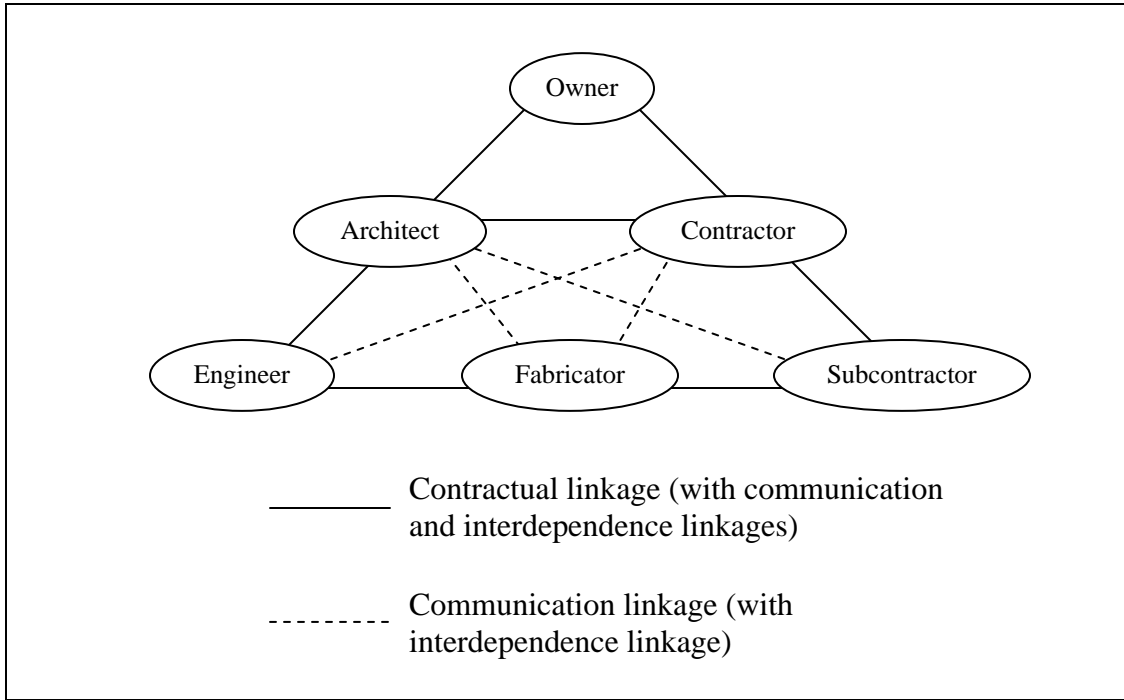 Owner
Architect
Contractor
Engineer
Fabricator
Subcontractor
Contractual linkage (with communication
and interdependence linkages)
Communication linkage (with
interdependence linkage)